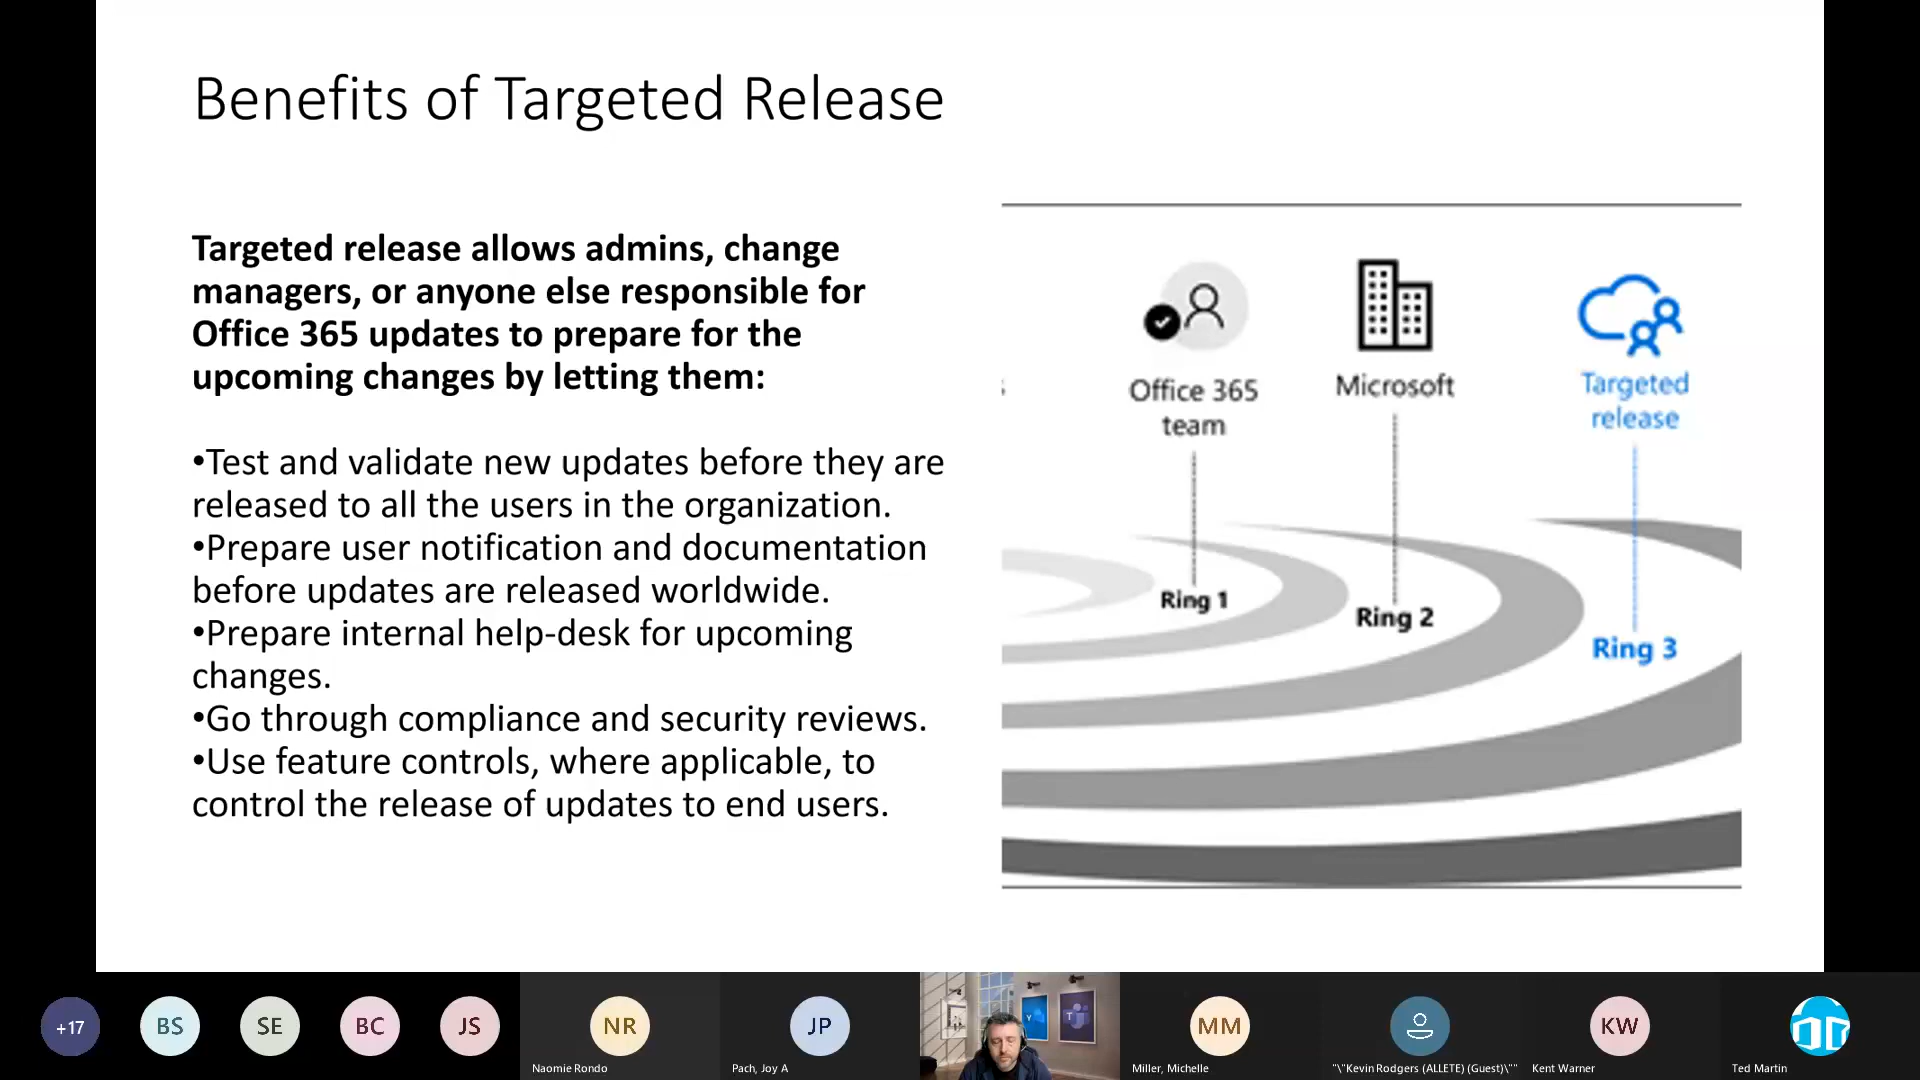 Benefits of Targeted Release
Targeted release allows admins, change
managers, or anyone else responsible for
Office 365 updates to prepare for the
upcoming changes by letting them:
•Test and validate new updates before they are
released to all the users in the organization.
•Prepare user notification and documentation
before updates are released worldwide.
•Prepare internal help-desk for upcoming
changes.
•Go through compliance and security reviews.
•Use feature controls, where applicable, to
control the release of updates to end users.
Office 365
team
Microsoft
Targeted
release
Ring 1
Ring 2
Ring 3
+17
BS
SE
BC
JS
NR
JP
MM
KW
Naomie Rondo
Pach, Joy A
Miller, Michelle
"\"Kevin Rodgers (ALLETE) (Guest)\""
Kent Warner
Ted Martin